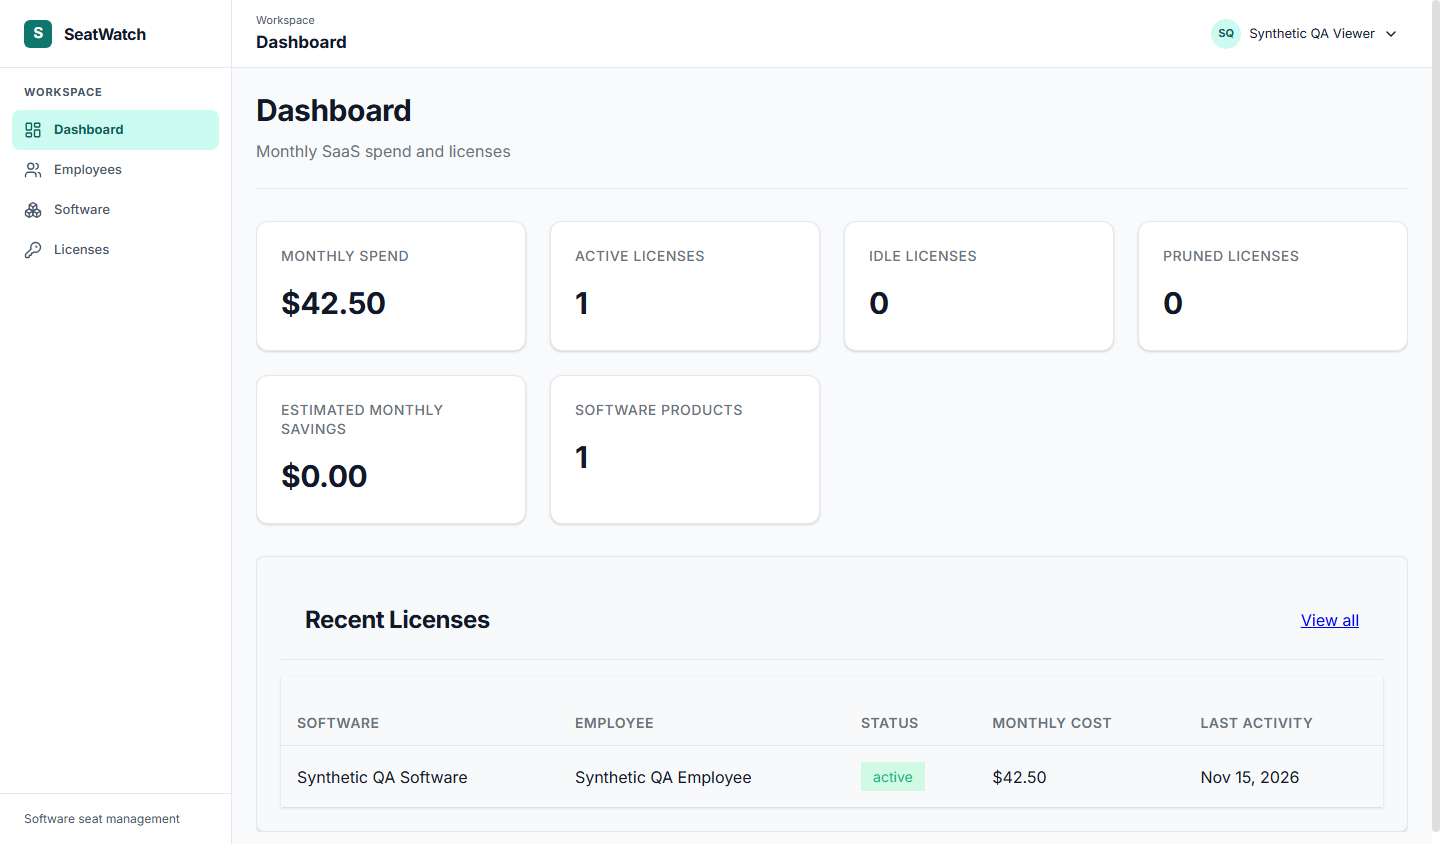 S
SeatWatch
WORKSPACE
Dashboard
Employees
Software
Licenses
Software seat management
Workspace
Dashboard
SQ
Synthetic QA Viewer
Dashboard
Monthly SaaS spend and licenses
MONTHLY SPEND
$42.50
ACTIVE LICENSES
1
IDLE LICENSES
0
PRUNED LICENSES
0
ESTIMATED MONTHLY
SAVINGS
$0.00
SOFTWARE PRODUCTS
1
Recent Licenses
View all
SOFTWARE EMPLOYEE STATUS MONTHLY COST LAST ACTIVITY
Synthetic QA Software Synthetic QA Employee active $42.50 Nov 15, 2026